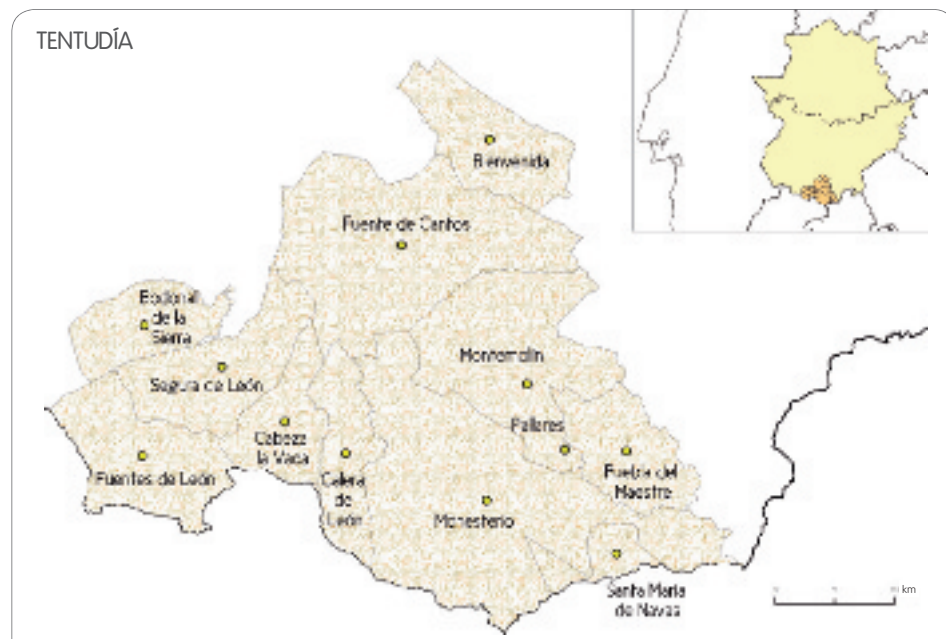 TENTUDÍA
Bienvenida
Fuente de Cantos
Bodonal
de la
Sierra
Segura de León
Montemolín
Cabeza
la Vaca
Pallares
Fuentes de León
Calera
de
León
Monesterio
Puebla del
Maestre
Santa María
de Navas
km